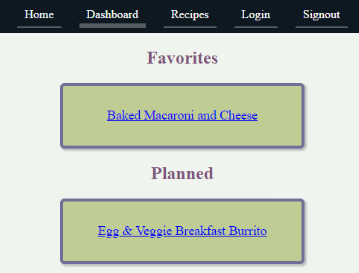 Home Dashboard Recipes Login Signout
Favorites
Baked Macaroni and Cheese
Planned
Egg & Veggie Breakfast Burrito